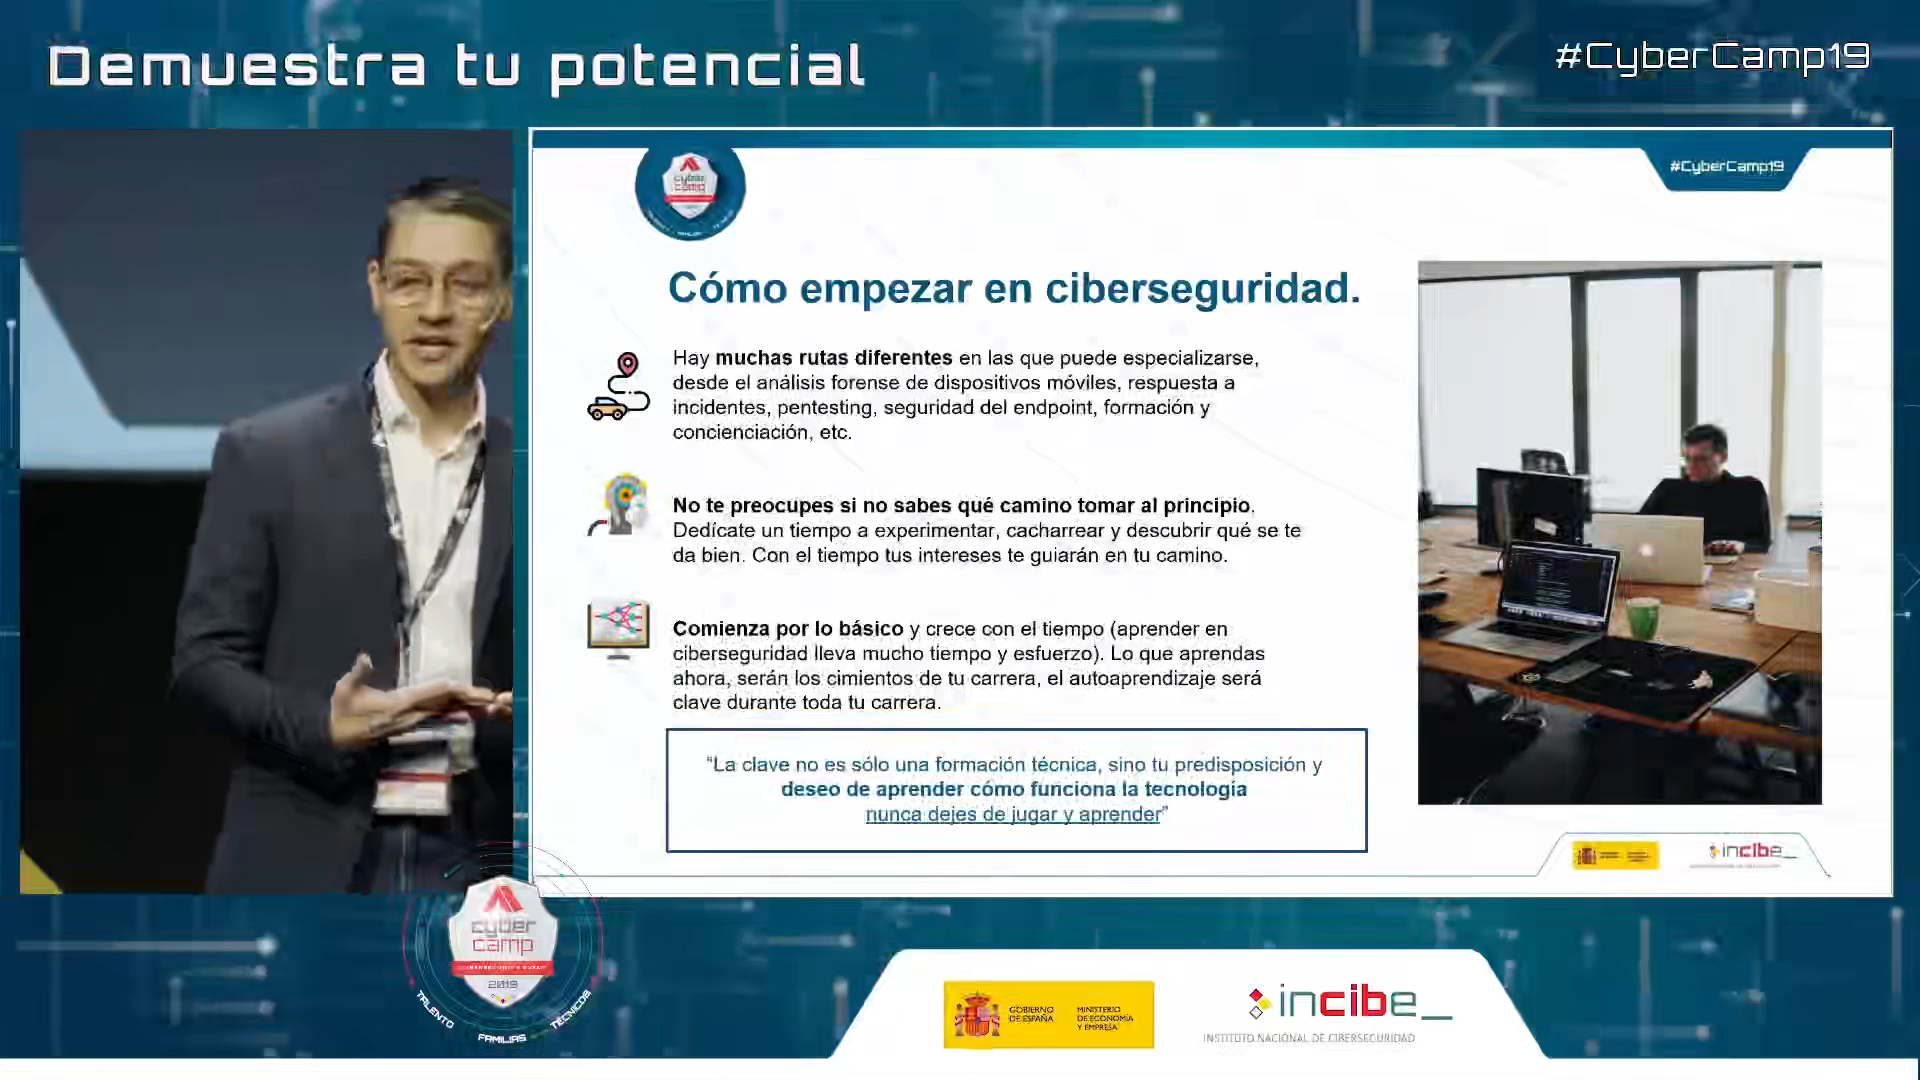 Demuestra tu potencial
#CyberCamp19
#CyberCamp19
cyber
camp
Cómo empezar en ciberseguridad.
Hay muchas rutas diferentes en las que puede especializarse,
desde el análisis forense de dispositivos móviles, respuesta a
incidentes, pentesting, seguridad del endpoint, formación y
concienciación, etc.
No te preocupes si no sabes qué camino tomar al principio.
Dedícate un tiempo a experimentar, cacharrear y descubrir qué se te
da bien. Con el tiempo tus intereses te guiarán en tu camino.
Comienza por lo básico y crece con el tiempo (aprender en
ciberseguridad lleva mucho tiempo y esfuerzo). Lo que aprendas
ahora, serán los cimientos de tu carrera, el autoaprendizaje será
clave durante toda tu carrera.
“La clave no es sólo una formación técnica, sino tu predisposición y
deseo de aprender cómo funciona la tecnología
nunca dejes de jugar y aprender”
incibe_
cyber
camp
2019
TALENTO
FAMILIAS
TÉCNICOS
GOBIERNO
DE ESPAÑA
MINISTERIO
DE ECONOMÍA
Y EMPRESA
incibe_
INSTITUTO NACIONAL DE CIBERSEGURIDAD